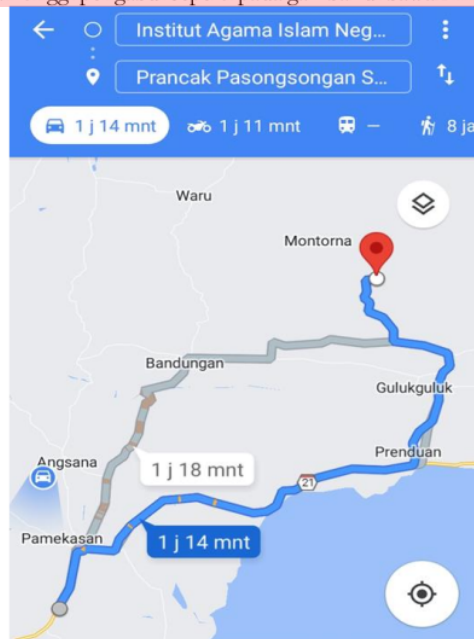 Institut Agama Islam Neg...
Prancak Pasongsongan S...
1 j 14 mnt
1 j 11 mnt
–
8 ja
Waru
Montorna
Bandungan
Gulukguluk
Angsana
1 j 18 mnt
Prenduan
21
Pamekasan
1 j 14 mnt